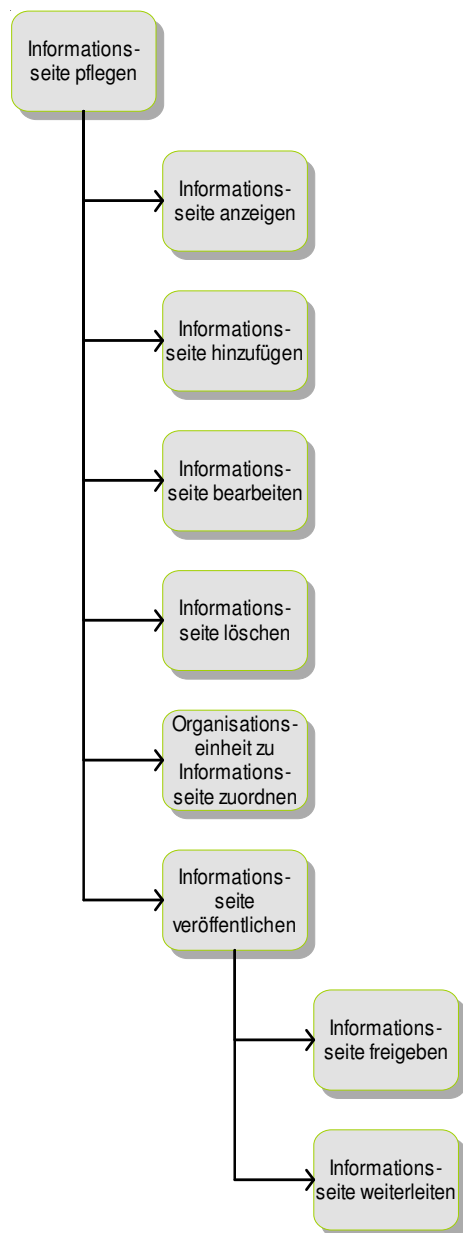 Informations-
seite pflegen
Informations-
seite anzeigen
Informations-
seite hinzufügen
Informations-
seite bearbeiten
Informations-
seite löschen
Organisations-
einheit zu
Informations-
seite zuordnen
Informations-
seite
veröffentlichen
Informations-
seite freigeben
Informations-
seite weiterleiten